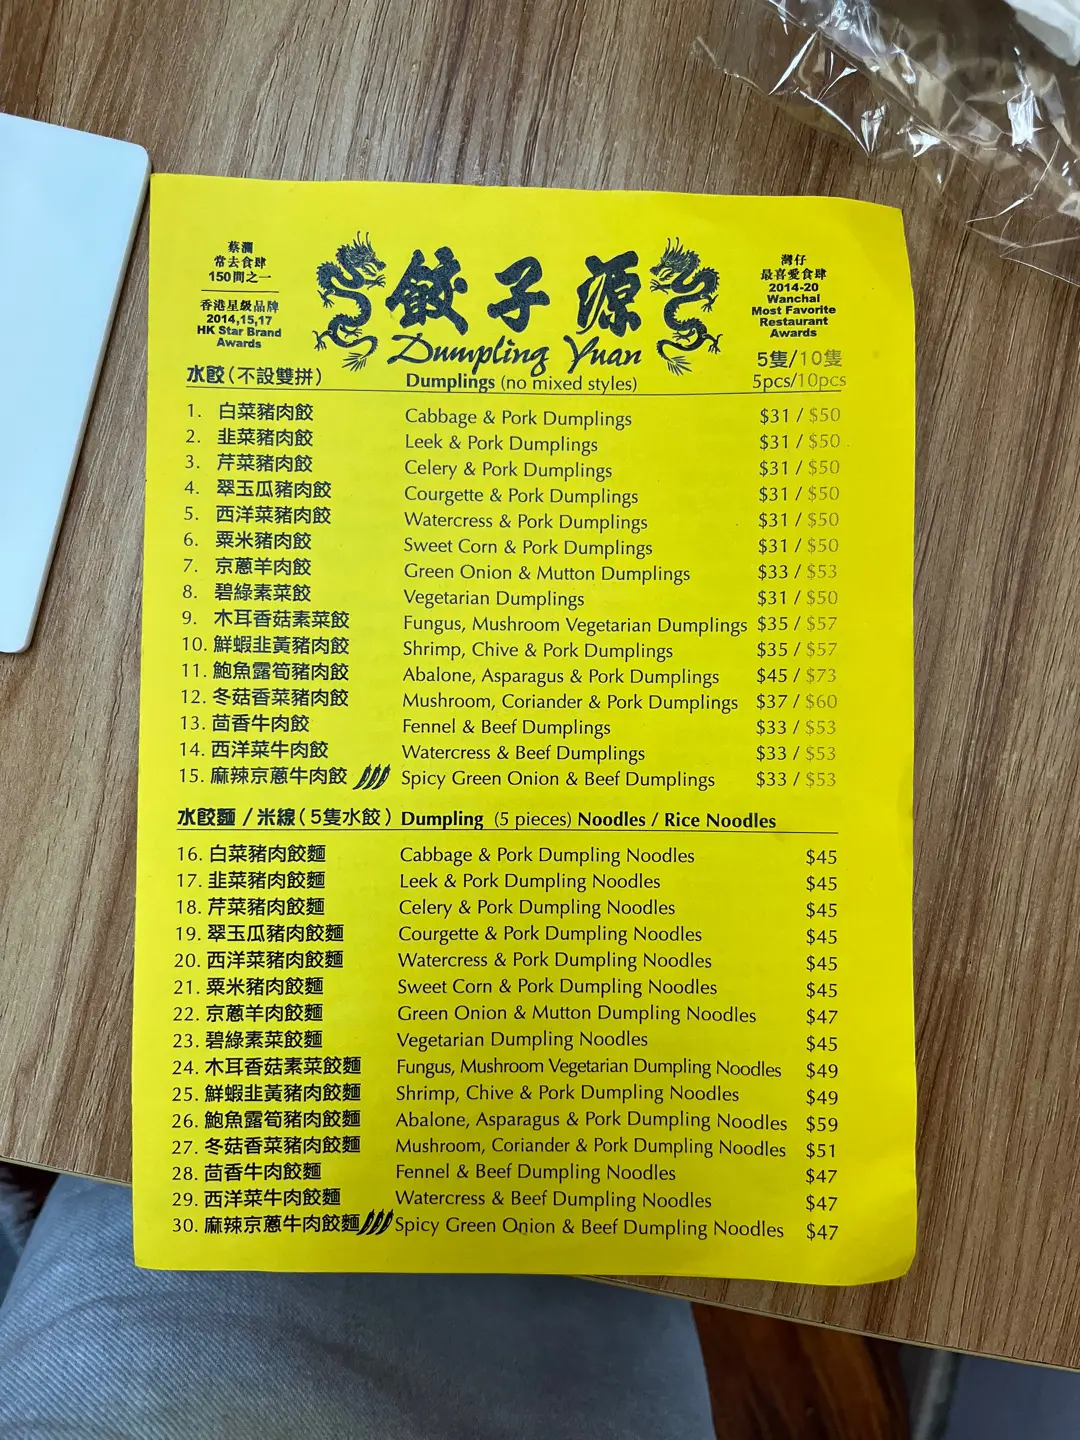 蔡瀾
常去食肆
150間之一
香港星級品牌
2014,15,17
HK Star Brand
Awards
餃子源
Dumpling Yuan
灣仔
最喜愛食肆
2014-20
Wanchai
Most Favorite
Restaurant
Awards
5隻/10隻
水餃(不設雙拼) Dumplings (no mixed styles) 5pcs/10pcs
1. 白菜豬肉餃 Cabbage & Pork Dumplings $31 / $50
2. 韭菜豬肉餃 Leek & Pork Dumplings $31 / $50
3. 芹菜豬肉餃 Celery & Pork Dumplings $31 / $50
4. 翠玉瓜豬肉餃 Courgette & Pork Dumplings $31 / $50
5. 西洋菜豬肉餃 Watercress & Pork Dumplings $31 / $50
6. 粟米豬肉餃 Sweet Corn & Pork Dumplings $31 / $50
7. 京蔥羊肉餃 Green Onion & Mutton Dumplings $33 / $53
8. 碧綠素菜餃 Vegetarian Dumplings $31 / $50
9. 木耳香菇素菜餃 Fungus, Mushroom Vegetarian Dumplings $35 / $57
10. 鮮蝦韭黃豬肉餃 Shrimp, Chive & Pork Dumplings $35 / $57
11. 鮑魚露筍豬肉餃 Abalone, Asparagus & Pork Dumplings $45 / $73
12. 冬菇香菜豬肉餃 Mushroom, Coriander & Pork Dumplings $37 / $60
13. 茴香牛肉餃 Fennel & Beef Dumplings $33 / $53
14. 西洋菜牛肉餃 Watercress & Beef Dumplings $33 / $53
15. 麻辣京蔥牛肉餃 Spicy Green Onion & Beef Dumplings $33 / $53
水餃麵 / 米線(5隻水餃) Dumpling (5 pieces) Noodles / Rice Noodles
16. 白菜豬肉餃麵 Cabbage & Pork Dumpling Noodles $45
17. 韭菜豬肉餃麵 Leek & Pork Dumpling Noodles $45
18. 芹菜豬肉餃麵 Celery & Pork Dumpling Noodles $45
19. 翠玉瓜豬肉餃麵 Courgette & Pork Dumpling Noodles $45
20. 西洋菜豬肉餃麵 Watercress & Pork Dumpling Noodles $45
21. 粟米豬肉餃麵 Sweet Corn & Pork Dumpling Noodles $45
22. 京蔥羊肉餃麵 Green Onion & Mutton Dumpling Noodles $47
23. 碧綠素菜餃麵 Vegetarian Dumpling Noodles $45
24. 木耳香菇素菜餃麵 Fungus, Mushroom Vegetarian Dumpling Noodles $49
25. 鮮蝦韭黃豬肉餃麵 Shrimp, Chive & Pork Dumpling Noodles $49
26. 鮑魚露筍豬肉餃麵 Abalone, Asparagus & Pork Dumpling Noodles $59
27. 冬菇香菜豬肉餃麵 Mushroom, Coriander & Pork Dumpling Noodles $51
28. 茴香牛肉餃麵 Fennel & Beef Dumpling Noodles $47
29. 西洋菜牛肉餃麵 Watercress & Beef Dumpling Noodles $47
30. 麻辣京蔥牛肉餃麵 Spicy Green Onion & Beef Dumpling Noodles $47